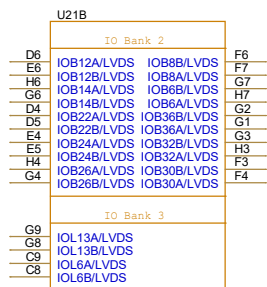 U21B
IO Bank 2
D6 IOB12A/LVDS IOB8B/LVDS F6
E6 IOB12B/LVDS IOB8A/LVDS F7
H6 IOB14A/LVDS IOB6B/LVDS G7
G6 IOB14B/LVDS IOB6A/LVDS H7
D4 IOB22A/LVDS IOB36B/LVDS G2
D5 IOB22B/LVDS IOB36A/LVDS G1
E4 IOB24A/LVDS IOB32B/LVDS G3
E5 IOB24B/LVDS IOB32A/LVDS H3
H4 IOB26A/LVDS IOB30B/LVDS F3
G4 IOB26B/LVDS IOB30A/LVDS F4
IO Bank 3
G9 IOL13A/LVDS
G8 IOL13B/LVDS
C9 IOL6A/LVDS
C8 IOL6B/LVDS